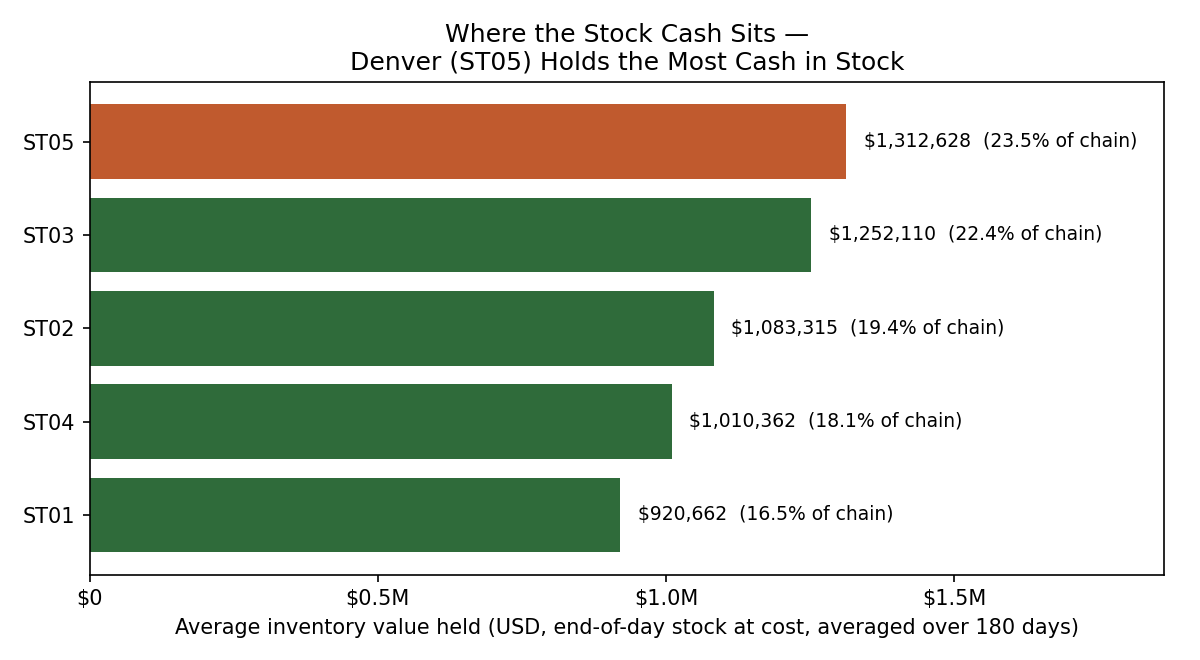 Where the Stock Cash Sits —
Denver (ST05) Holds the Most Cash in Stock
ST05
$1,312,628 (23.5% of chain)
ST03
$1,252,110 (22.4% of chain)
ST02
$1,083,315 (19.4% of chain)
ST04
$1,010,362 (18.1% of chain)
ST01
$920,662 (16.5% of chain)
$0
$0.5M
$1.0M
$1.5M
Average inventory value held (USD, end-of-day stock at cost, averaged over 180 days)